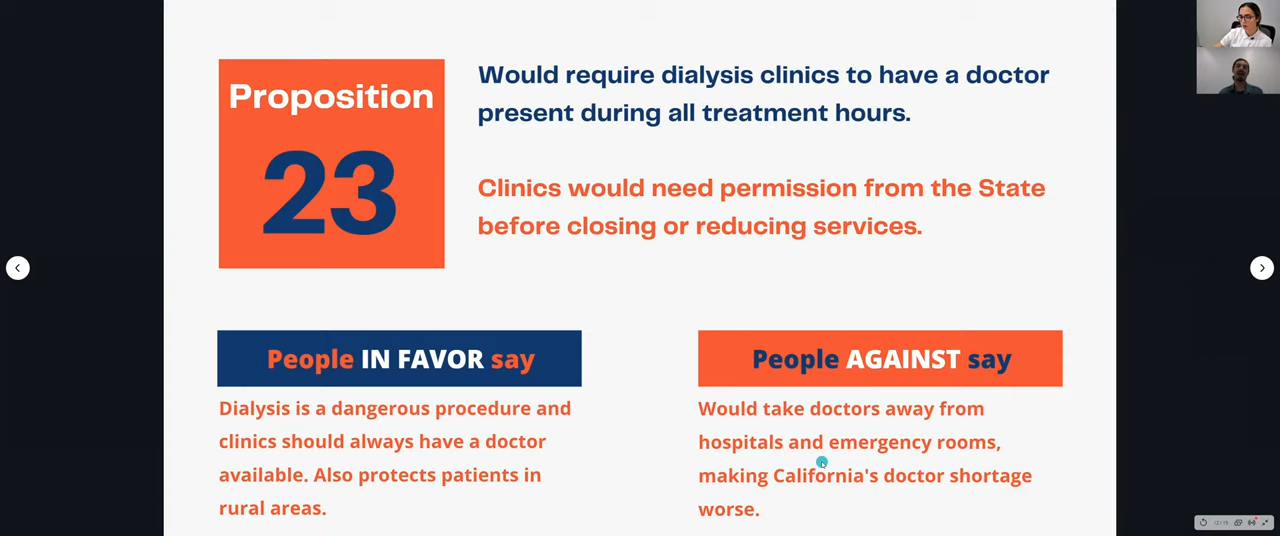 Proposition
23
Would require dialysis clinics to have a doctor
present during all treatment hours.
Clinics would need permission from the State
before closing or reducing services.
People IN FAVOR say
Dialysis is a dangerous procedure and
clinics should always have a doctor
available. Also protects patients in
rural areas.
People AGAINST say
Would take doctors away from
hospitals and emergency rooms,
making California's doctor shortage
worse.